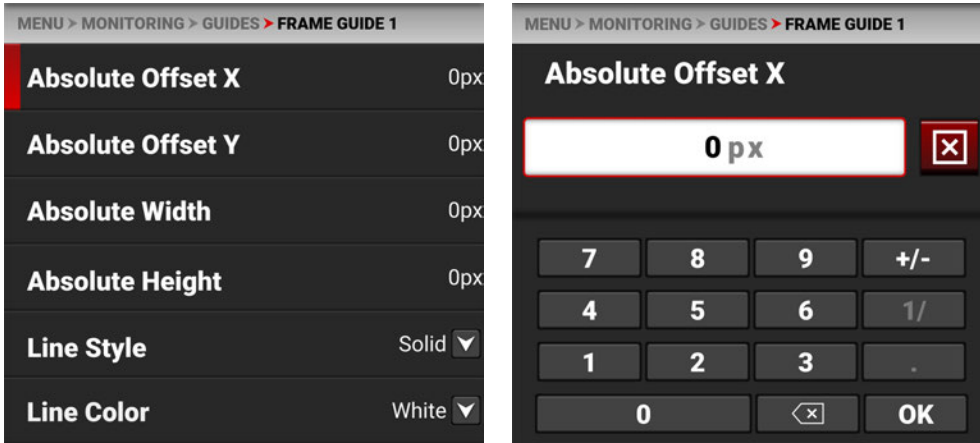 MENU > MONITORING > GUIDES > FRAME GUIDE 1
Absolute Offset X 0px
Absolute Offset Y 0px
Absolute Width 0px
Absolute Height 0px
Line Style Solid
Line Color White
MENU > MONITORING > GUIDES > FRAME GUIDE 1
Absolute Offset X
0 px
7 8 9 +/-
4 5 6 1/
1 2 3 .
0 OK